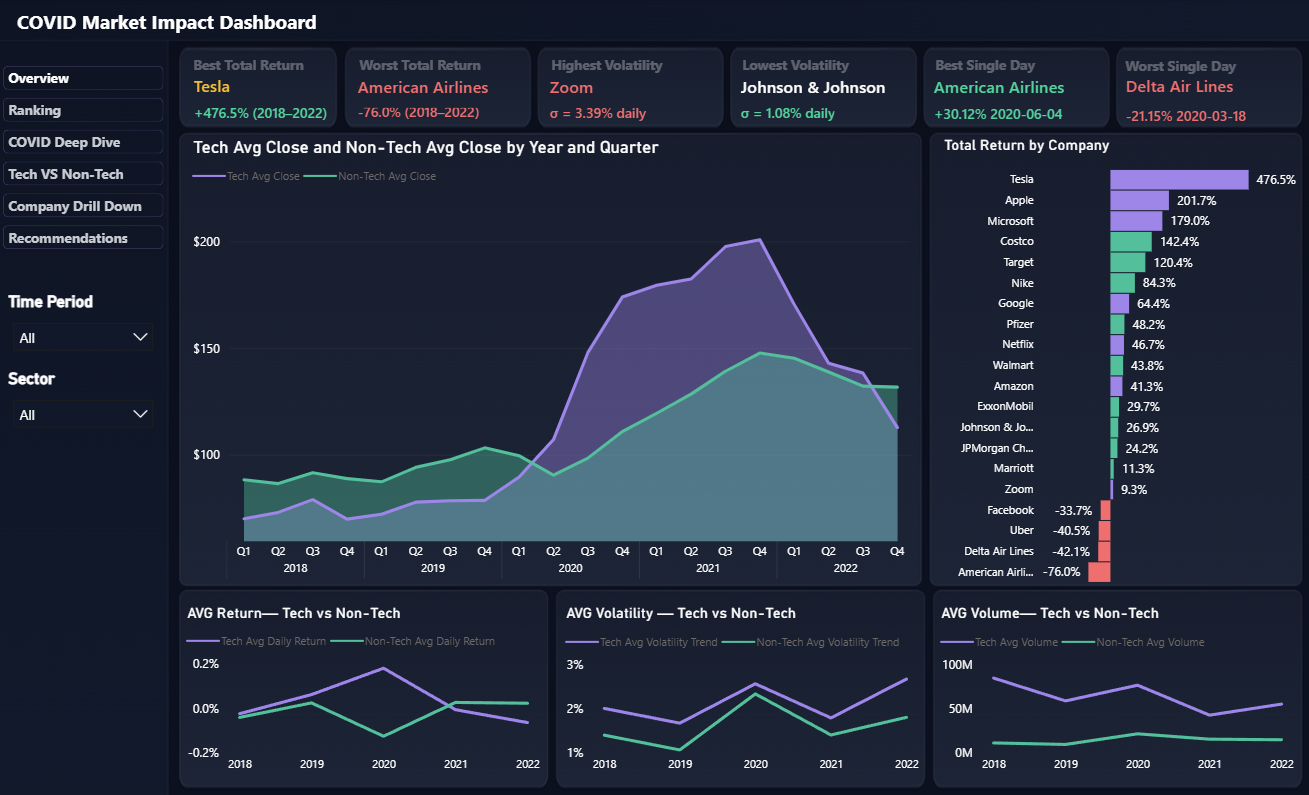 COVID Market Impact Dashboard
Overview
Ranking
COVID Deep Dive
Tech VS Non-Tech
Company Drill Down
Recommendations
Time Period
All
Sector
All
Best Total Return
Tesla
+476.5% (2018–2022)
Worst Total Return
American Airlines
-76.0% (2018–2022)
Highest Volatility
Zoom
σ = 3.39% daily
Lowest Volatility
Johnson & Johnson
σ = 1.08% daily
Best Single Day
American Airlines
+30.12% 2020-06-04
Worst Single Day
Delta Air Lines
-21.15% 2020-03-18
Tech Avg Close and Non-Tech Avg Close by Year and Quarter
Tech Avg Close Non-Tech Avg Close
$200
$150
$100
Q1 Q2 Q3 Q4 Q1 Q2 Q3 Q4 Q1 Q2 Q3 Q4 Q1 Q2 Q3 Q4 Q1 Q2 Q3 Q4
2018 2019 2020 2021 2022
Total Return by Company
Tesla 476.5%
Apple 201.7%
Microsoft 179.0%
Costco 142.4%
Target 120.4%
Nike 84.3%
Google 64.4%
Pfizer 48.2%
Netflix 46.7%
Walmart 43.8%
Amazon 41.3%
ExxonMobil 29.7%
Johnson & Jo... 26.9%
JPMorgan Ch... 24.2%
Marriott 11.3%
Zoom 9.3%
Facebook -33.7%
Uber -40.5%
Delta Air Lines -42.1%
American Airli... -76.0%
AVG Return— Tech vs Non-Tech
Tech Avg Daily Return Non-Tech Avg Daily Return
0.2%
0.0%
-0.2%
2018 2019 2020 2021 2022
AVG Volatility — Tech vs Non-Tech
Tech Avg Volatility Trend Non-Tech Avg Volatility Trend
3%
2%
1%
2018 2019 2020 2021 2022
AVG Volume— Tech vs Non-Tech
Tech Avg Volume Non-Tech Avg Volume
100M
50M
0M
2018 2019 2020 2021 2022